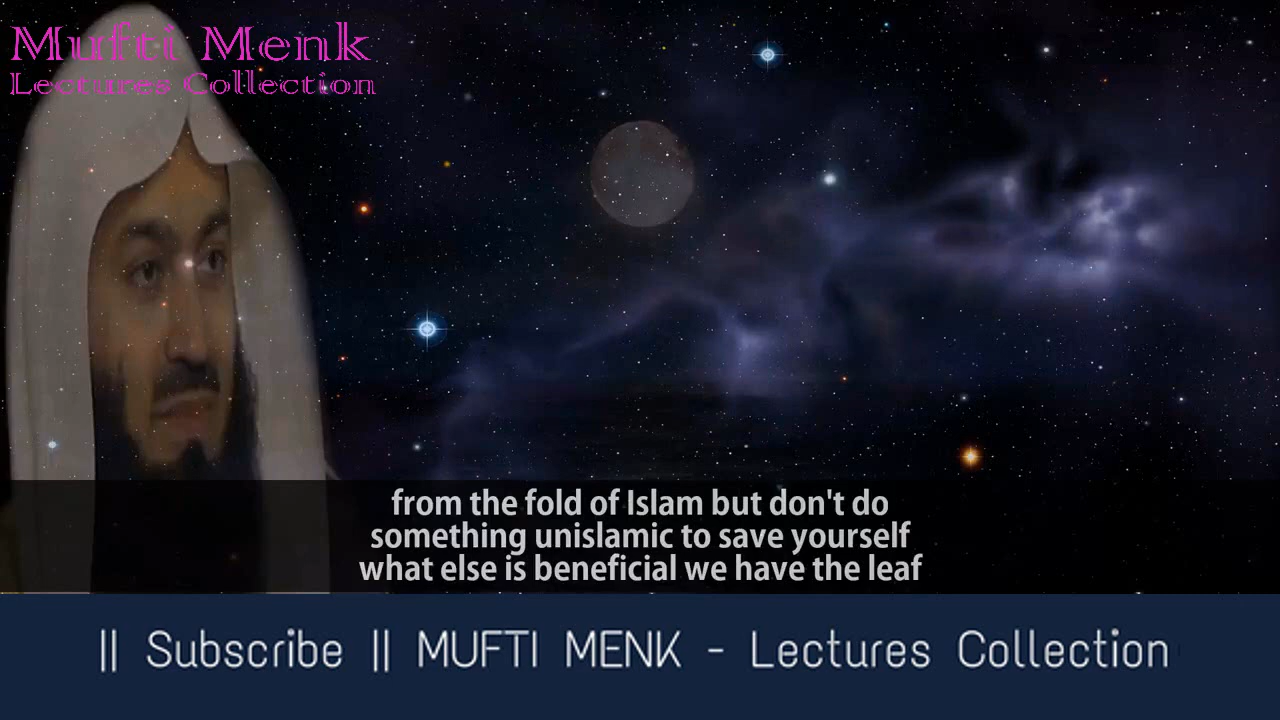 Mufti Menk
Lectures Collection
from the fold of Islam but don't do
something unislamic to save yourself
what else is beneficial we have the leaf
|| Subscribe || MUFTI MENK - Lectures Collection